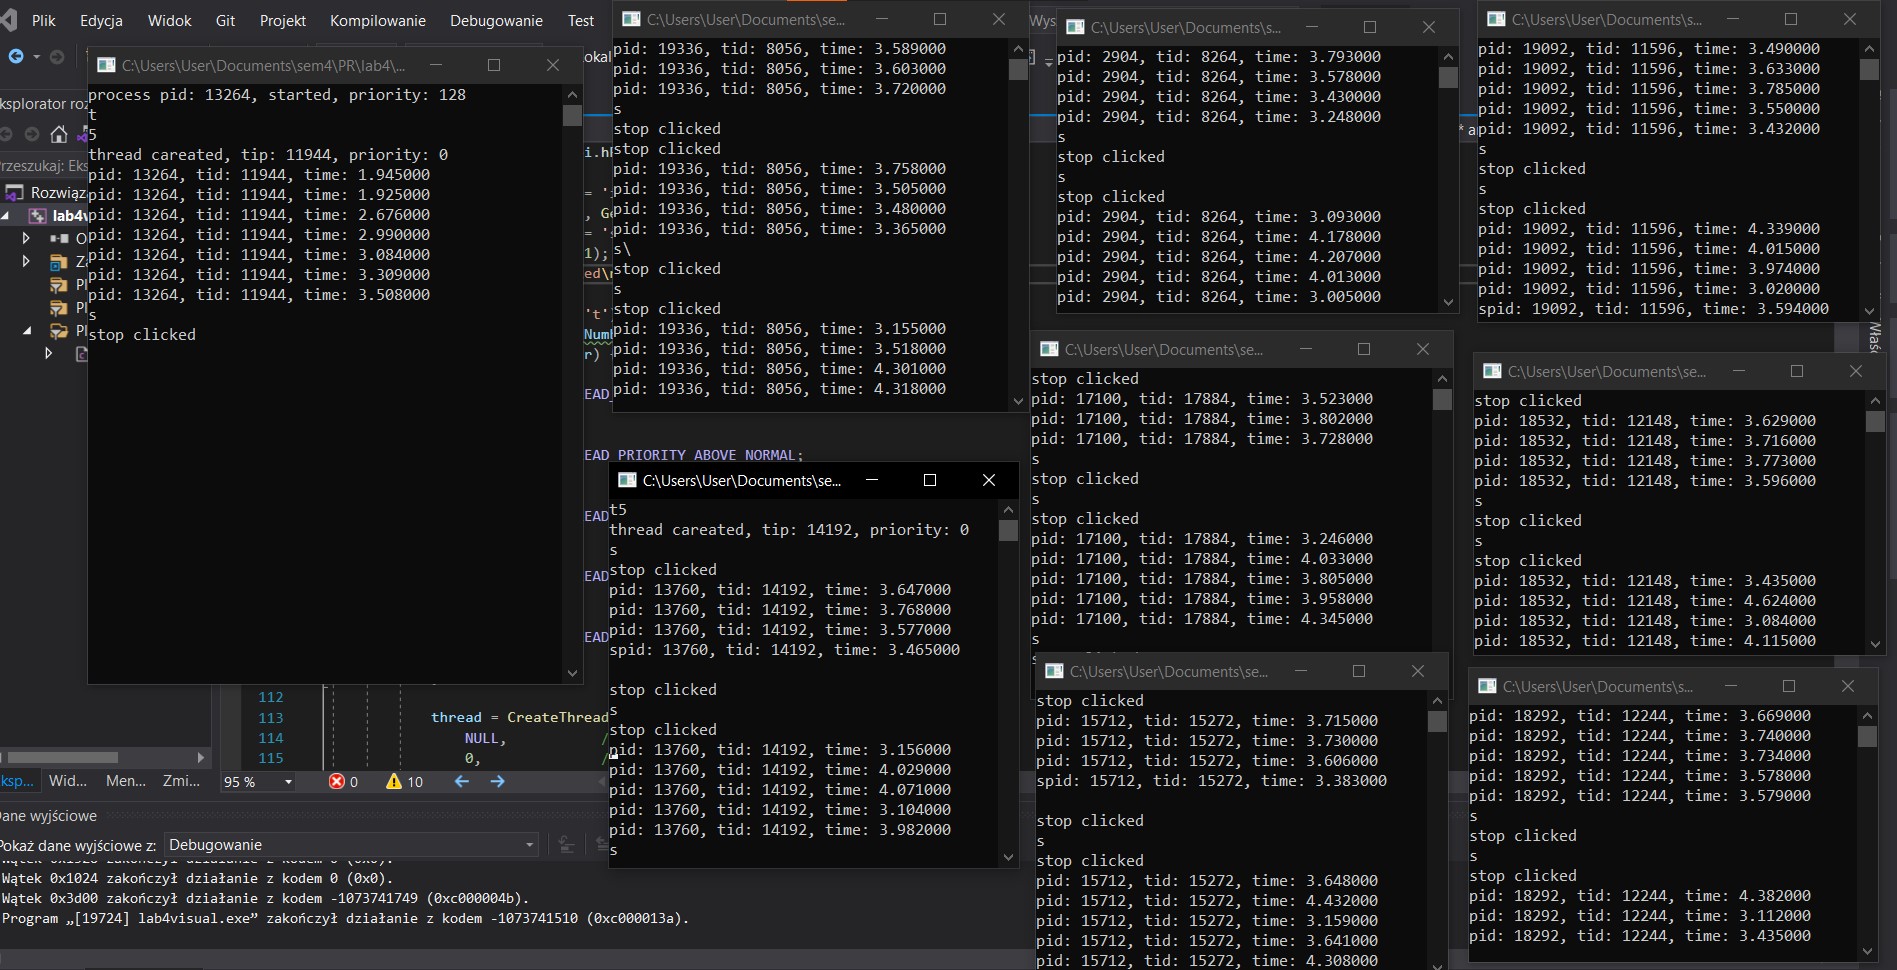 Plik Edycja Widok Git Projekt Kompilowanie Debugowanie Test
C:\Users\User\Documents\sem4\PR\lab4\...
process pid: 13264, started, priority: 128
t
5
thread careated, tip: 11944, priority: 0
pid: 13264, tid: 11944, time: 1.945000
pid: 13264, tid: 11944, time: 1.925000
pid: 13264, tid: 11944, time: 2.676000
pid: 13264, tid: 11944, time: 2.990000
pid: 13264, tid: 11944, time: 3.084000
pid: 13264, tid: 11944, time: 3.309000
pid: 13264, tid: 11944, time: 3.508000
s
stop clicked
C:\Users\User\Documents\se...
pid: 19336, tid: 8056, time: 3.589000
pid: 19336, tid: 8056, time: 3.603000
pid: 19336, tid: 8056, time: 3.720000
s
stop clicked
stop clicked
pid: 19336, tid: 8056, time: 3.758000
pid: 19336, tid: 8056, time: 3.505000
pid: 19336, tid: 8056, time: 3.480000
pid: 19336, tid: 8056, time: 3.365000
s\
stop clicked
s
stop clicked
pid: 19336, tid: 8056, time: 3.155000
pid: 19336, tid: 8056, time: 3.518000
pid: 19336, tid: 8056, time: 4.301000
pid: 19336, tid: 8056, time: 4.318000
C:\Users\User\Documents\s...
pid: 2904, tid: 8264, time: 3.793000
pid: 2904, tid: 8264, time: 3.578000
pid: 2904, tid: 8264, time: 3.430000
pid: 2904, tid: 8264, time: 3.248000
s
stop clicked
s
stop clicked
pid: 2904, tid: 8264, time: 3.093000
pid: 2904, tid: 8264, time: 4.178000
pid: 2904, tid: 8264, time: 4.207000
pid: 2904, tid: 8264, time: 4.013000
pid: 2904, tid: 8264, time: 3.005000
C:\Users\User\Documents\s...
pid: 19092, tid: 11596, time: 3.490000
pid: 19092, tid: 11596, time: 3.633000
pid: 19092, tid: 11596, time: 3.785000
pid: 19092, tid: 11596, time: 3.550000
pid: 19092, tid: 11596, time: 3.432000
s
stop clicked
s
stop clicked
pid: 19092, tid: 11596, time: 4.339000
pid: 19092, tid: 11596, time: 4.015000
pid: 19092, tid: 11596, time: 3.974000
pid: 19092, tid: 11596, time: 3.020000
spid: 19092, tid: 11596, time: 3.594000
C:\Users\User\Documents\se...
t5
thread careated, tip: 14192, priority: 0
s
stop clicked
pid: 13760, tid: 14192, time: 3.647000
pid: 13760, tid: 14192, time: 3.768000
pid: 13760, tid: 14192, time: 3.577000
spid: 13760, tid: 14192, time: 3.465000
stop clicked
s
stop clicked
pid: 13760, tid: 14192, time: 3.156000
pid: 13760, tid: 14192, time: 4.029000
pid: 13760, tid: 14192, time: 4.071000
pid: 13760, tid: 14192, time: 3.104000
pid: 13760, tid: 14192, time: 3.982000
s
C:\Users\User\Documents\se...
stop clicked
pid: 17100, tid: 17884, time: 3.523000
pid: 17100, tid: 17884, time: 3.802000
pid: 17100, tid: 17884, time: 3.728000
s
stop clicked
s
stop clicked
pid: 17100, tid: 17884, time: 3.246000
pid: 17100, tid: 17884, time: 4.033000
pid: 17100, tid: 17884, time: 3.805000
pid: 17100, tid: 17884, time: 3.958000
pid: 17100, tid: 17884, time: 4.345000
s
C:\Users\User\Documents\se...
stop clicked
pid: 18532, tid: 12148, time: 3.629000
pid: 18532, tid: 12148, time: 3.716000
pid: 18532, tid: 12148, time: 3.773000
pid: 18532, tid: 12148, time: 3.596000
s
stop clicked
s
stop clicked
pid: 18532, tid: 12148, time: 3.435000
pid: 18532, tid: 12148, time: 4.624000
pid: 18532, tid: 12148, time: 3.084000
pid: 18532, tid: 12148, time: 4.115000
C:\Users\User\Documents\se...
stop clicked
pid: 15712, tid: 15272, time: 3.715000
pid: 15712, tid: 15272, time: 3.730000
pid: 15712, tid: 15272, time: 3.606000
spid: 15712, tid: 15272, time: 3.383000
stop clicked
s
stop clicked
pid: 15712, tid: 15272, time: 3.648000
pid: 15712, tid: 15272, time: 4.432000
pid: 15712, tid: 15272, time: 3.159000
pid: 15712, tid: 15272, time: 3.641000
pid: 15712, tid: 15272, time: 4.308000
C:\Users\User\Documents\s...
pid: 18292, tid: 12244, time: 3.669000
pid: 18292, tid: 12244, time: 3.740000
pid: 18292, tid: 12244, time: 3.734000
pid: 18292, tid: 12244, time: 3.578000
pid: 18292, tid: 12244, time: 3.579000
s
stop clicked
s
stop clicked
pid: 18292, tid: 12244, time: 4.382000
pid: 18292, tid: 12244, time: 3.112000
pid: 18292, tid: 12244, time: 3.435000
ksplorator roz
Przeszukaj: Eks
Rozwiąza
lab4v
EAD_PRIORITY_ABOVE_NORMAL;
112
113 thread = CreateThread
114 NULL,
115 0,
ksp... Wid... Men... Zmi...
95 % 0 10
Dane wyjściowe
Pokaż dane wyjściowe z: Debugowanie
Wątek 0x1024 zakończył działanie z kodem 0 (0x0).
Wątek 0x3d00 zakończył działanie z kodem -1073741749 (0xc000004b).
Program „[19724] lab4visual.exe” zakończył działanie z kodem -1073741510 (0xc000013a).